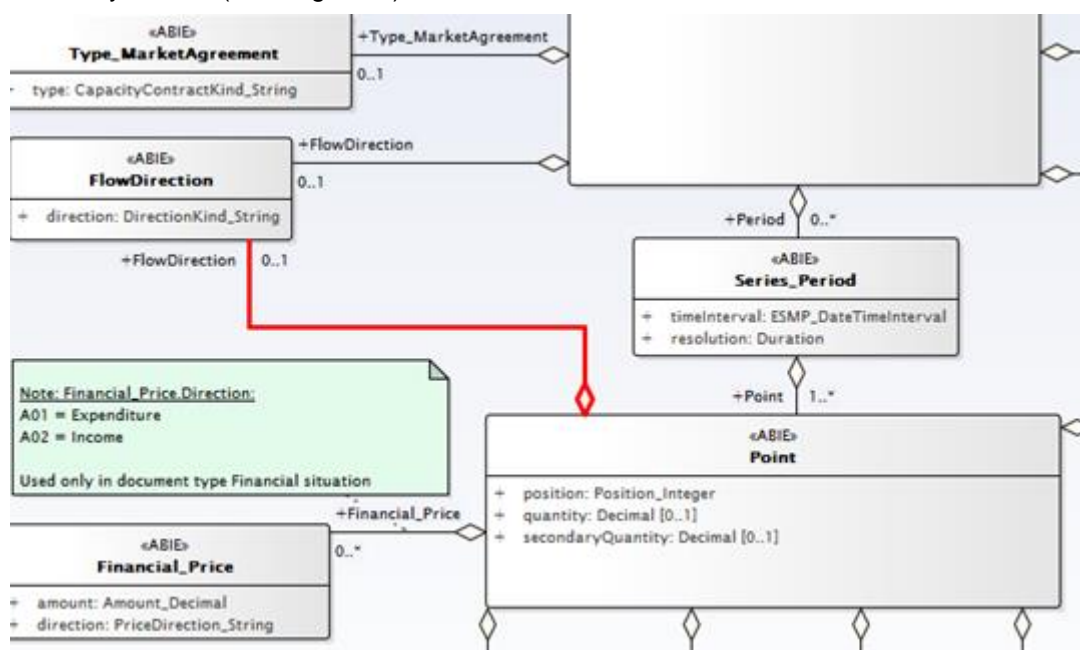 «ABIE»
Type_MarketAgreement
+ type: CapacityContractKind_String
+Type_MarketAgreement
0..1
«ABIE»
FlowDirection
+ direction: DirectionKind_String
+FlowDirection
0..1
+FlowDirection 0..1
+Period 0..*
«ABIE»
Series_Period
+ timeInterval: ESMP_DateTimeInterval
+ resolution: Duration
+Point 1..*
Note: Financial_Price.Direction:
A01 = Expenditure
A02 = Income
Used only in document type Financial situation
«ABIE»
Point
+ position: Position_Integer
+ quantity: Decimal [0..1]
+ secondaryQuantity: Decimal [0..1]
+Financial_Price
0..*
«ABIE»
Financial_Price
+ amount: Amount_Decimal
+ direction: PriceDirection_String